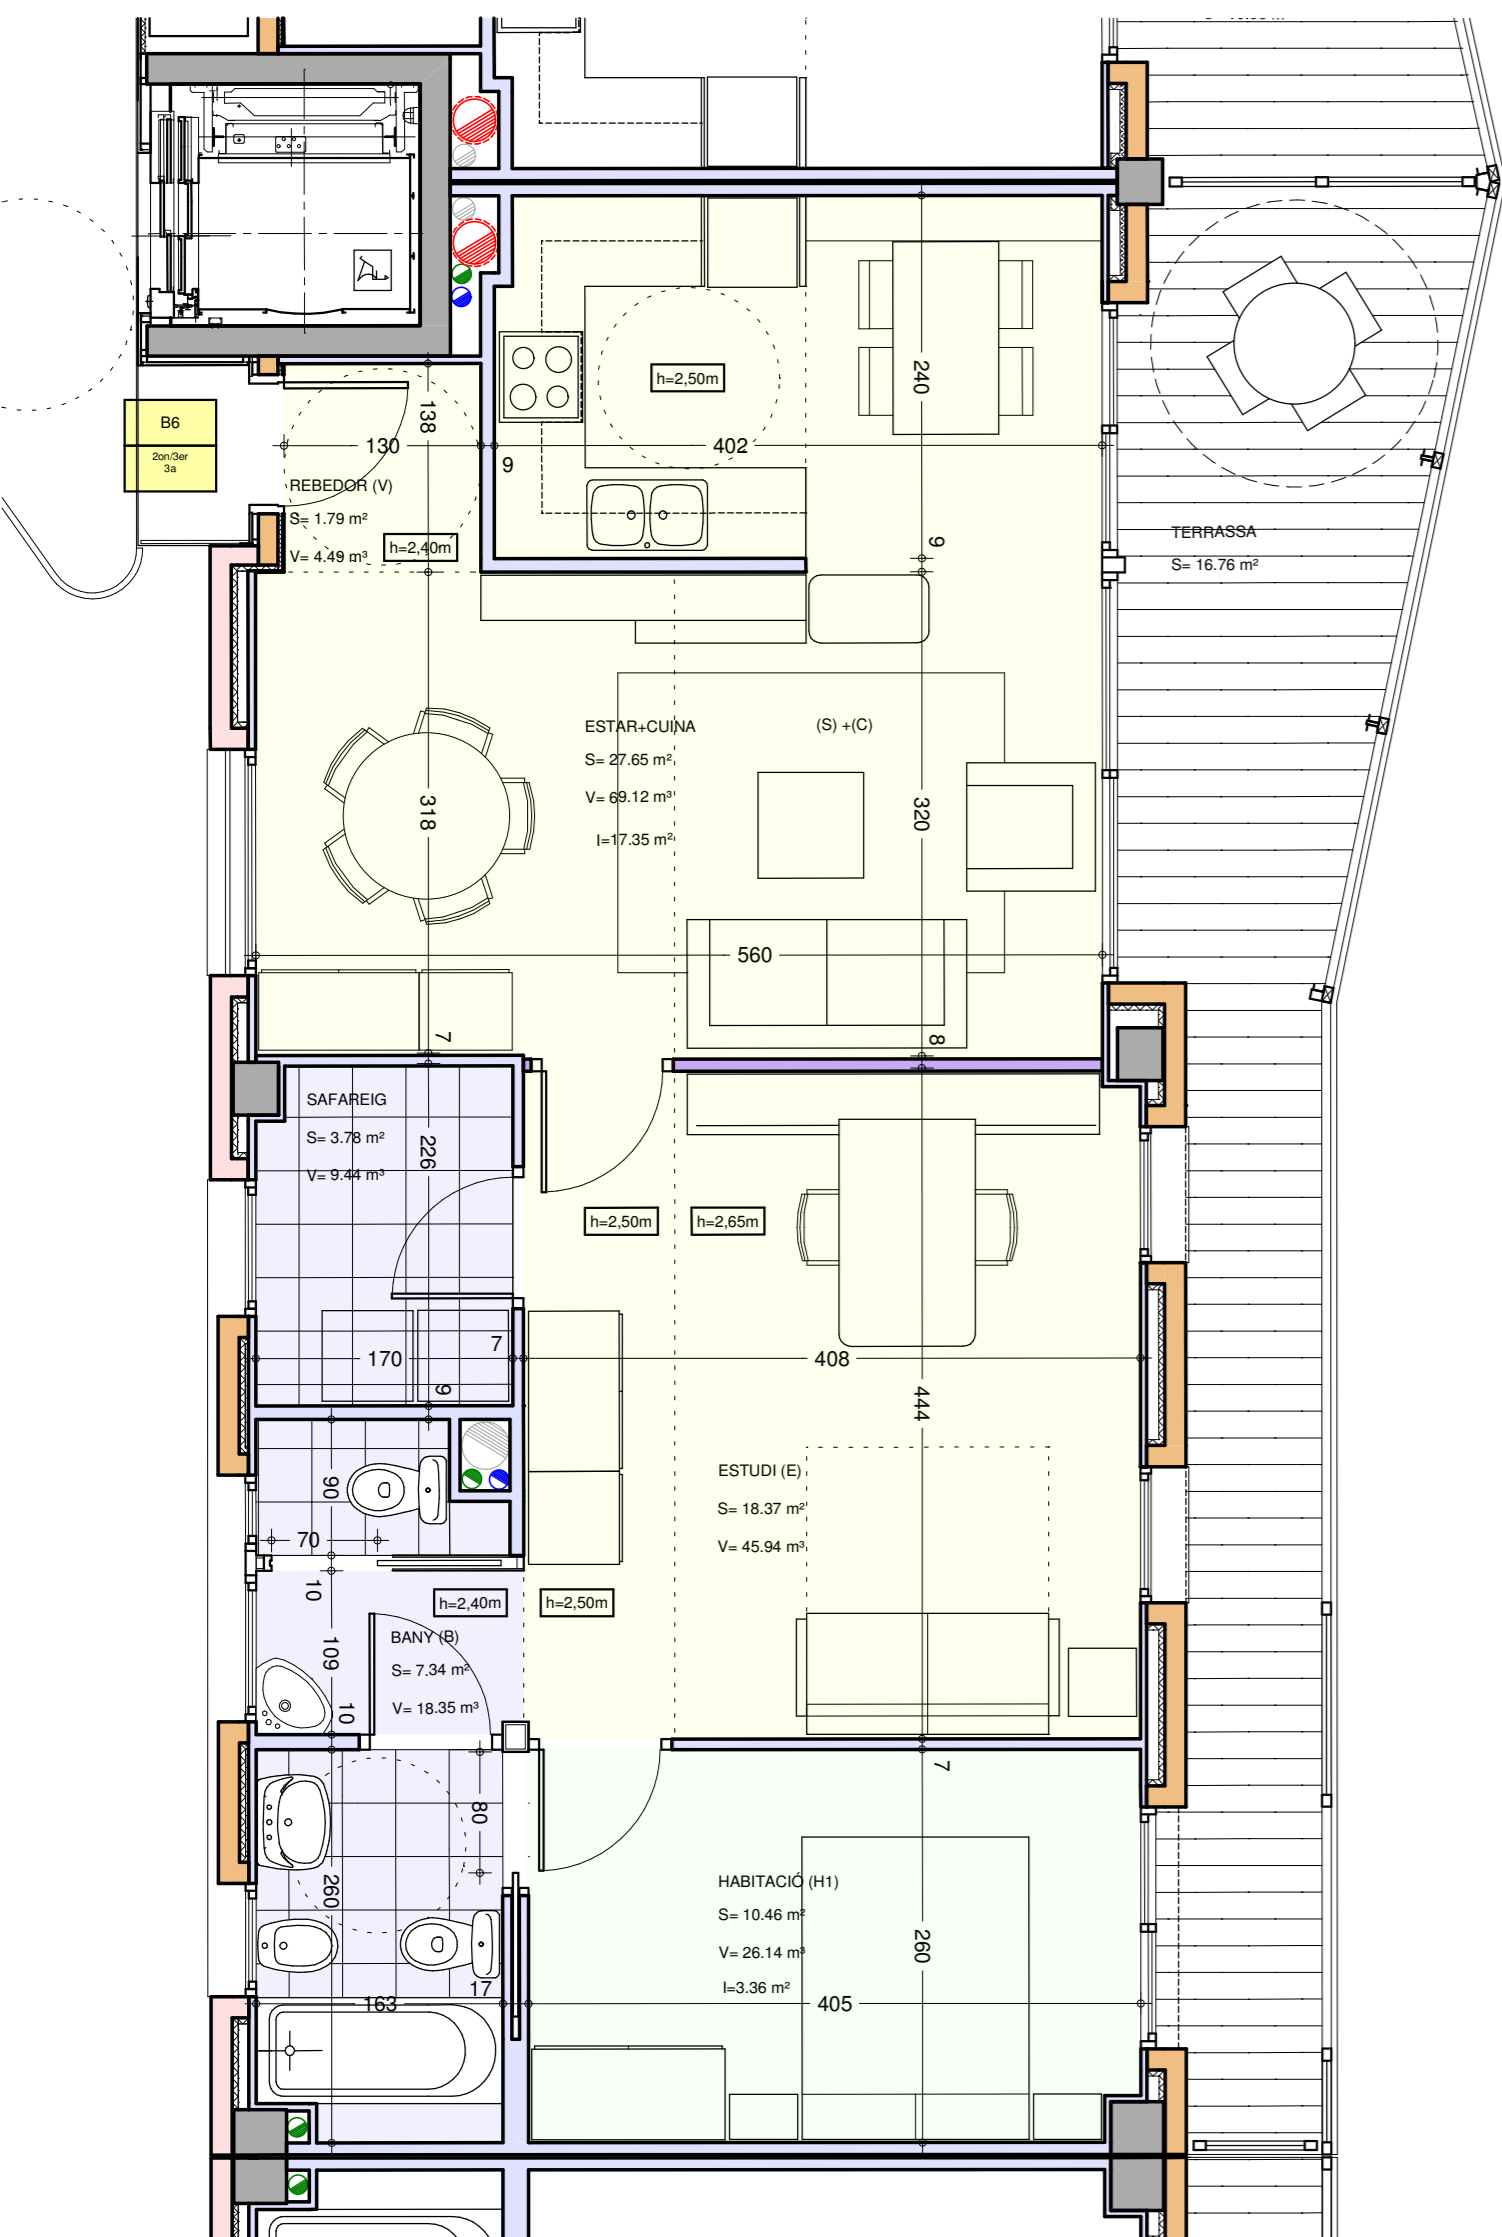 h=2,50m
240
138
B6
130
402
2on/3er
3a
9
REBEDOR (V)
S= 1.79 m²
h=2,40m
V= 4.49 m³
9
TERRASSA
S= 16.76 m²
ESTAR+CUINA
(S) +(C)
S= 27.65 m²
V= 69.12 m³
318
320
I=17.35 m²
560
7
8
SAFAREIG
S= 3.78 m²
226
V= 9.44 m³
h=2,50m
h=2,65m
7
170
408
9
444
ESTUDI (E)
90
S= 18.37 m²
70
V= 45.94 m³
10
h=2,40m
h=2,50m
BANY (B)
109
S= 7.34 m²
V= 18.35 m³
10
7
80
HABITACIÓ (H1)
260
S= 10.46 m²
260
V= 26.14 m³
17
I=3.36 m²
163
405